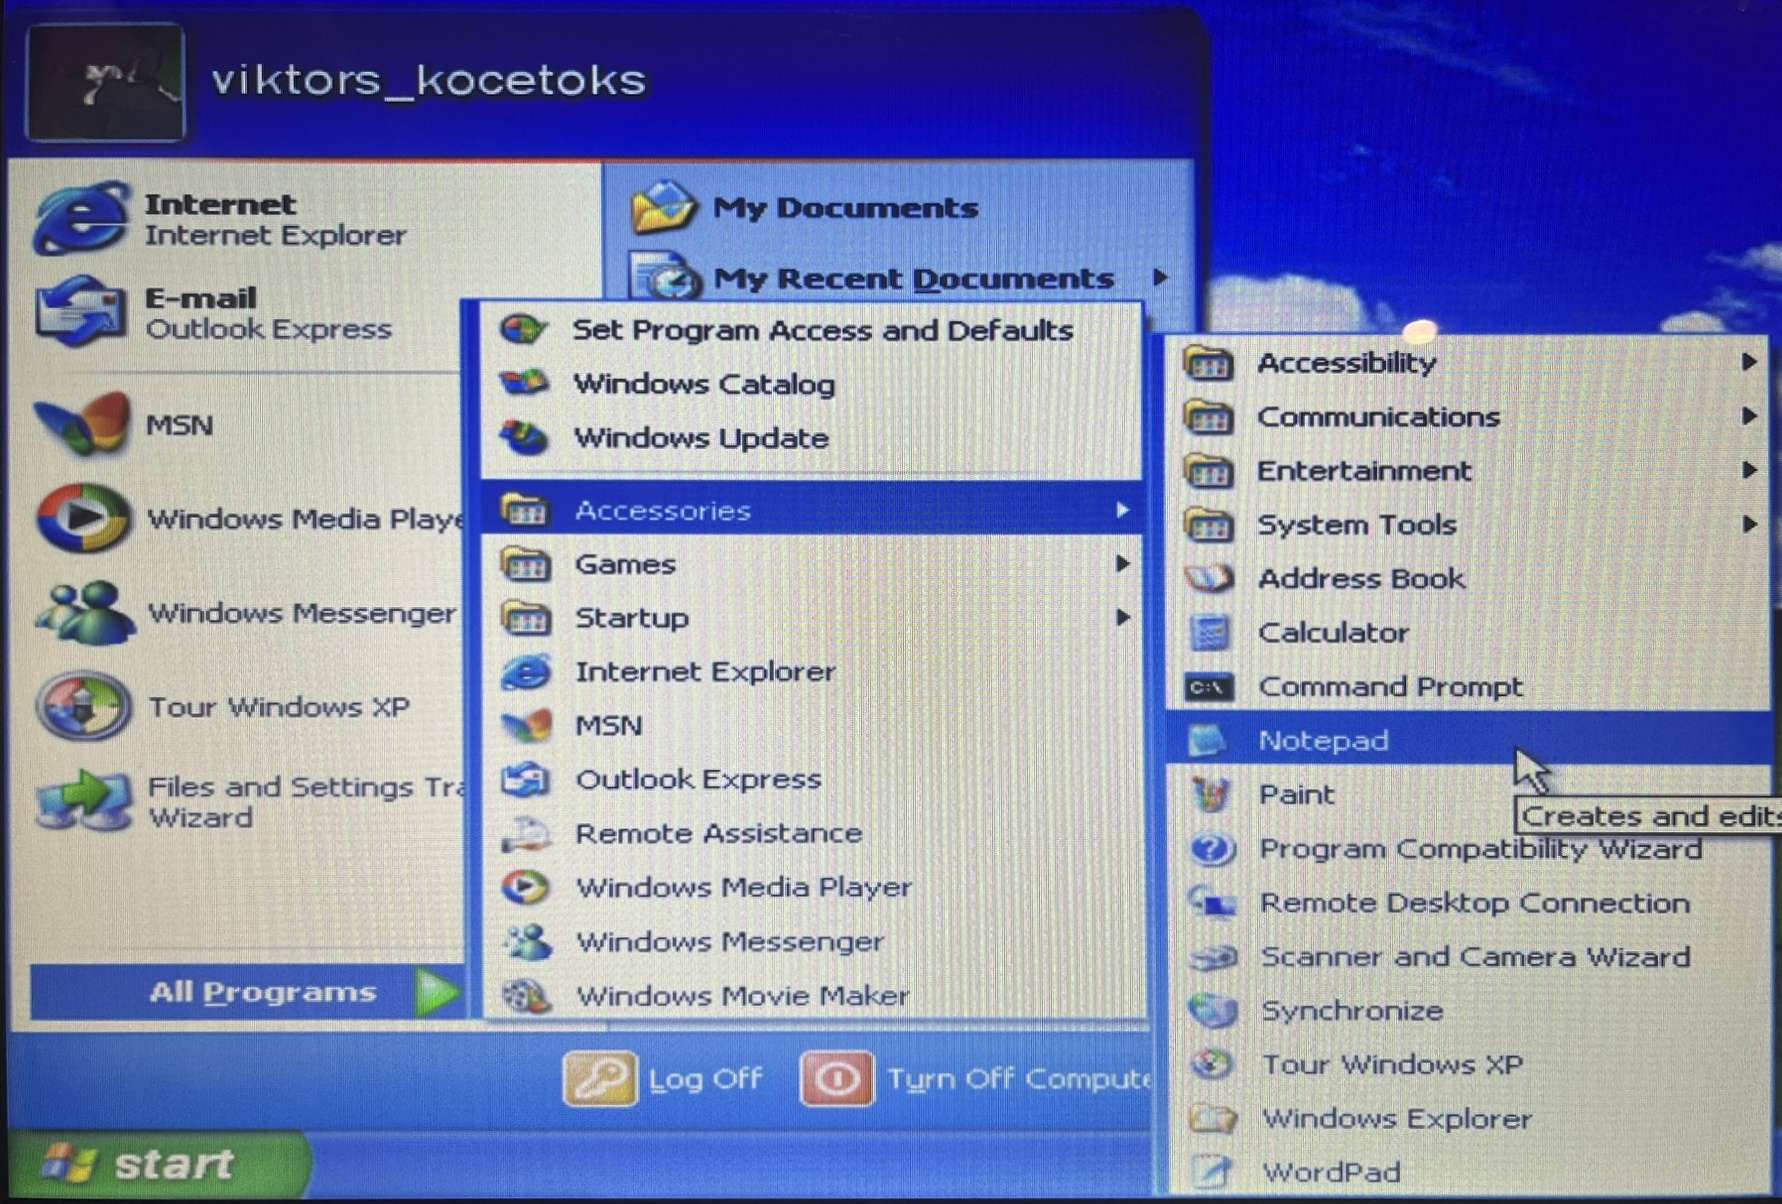 viktors_kocetoks
Internet
Internet Explorer
E-mail
Outlook Express
MSN
Windows Media Playe
Windows Messenger
Tour Windows XP
Files and Settings Tra
Wizard
All Programs
My Documents
My Recent Documents
Set Program Access and Defaults
Windows Catalog
Windows Update
Accessories
Games
Startup
Internet Explorer
MSN
Outlook Express
Remote Assistance
Windows Media Player
Windows Messenger
Windows Movie Maker
Accessibility
Communications
Entertainment
System Tools
Address Book
Calculator
C:\
Command Prompt
Notepad
Paint
Creates and edits
Program Compatibility Wizard
Remote Desktop Connection
Scanner and Camera Wizard
Synchronize
Tour Windows XP
Windows Explorer
WordPad
Log Off
Turn Off Compute
start